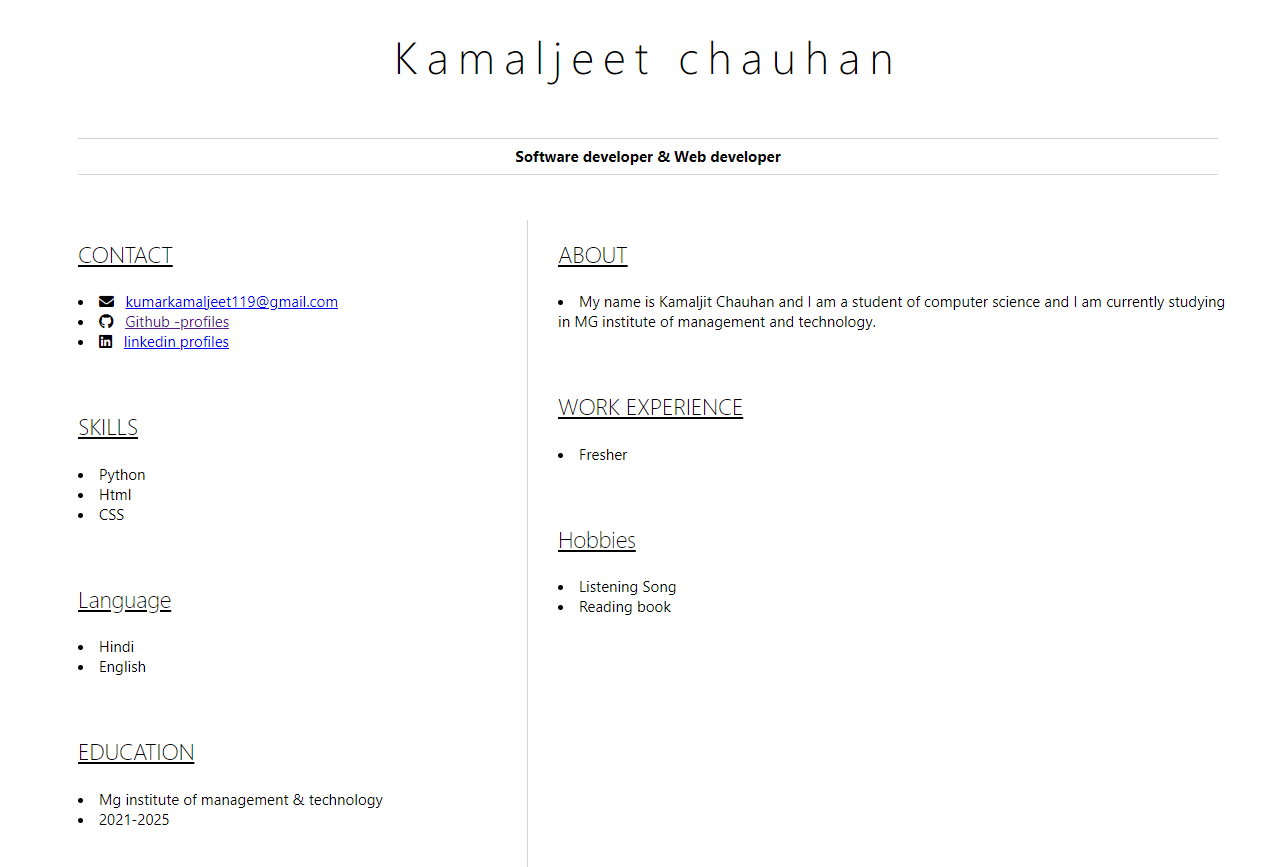 Kamaljeet chauhan
Software developer & Web developer
CONTACT
kumarkamaljeet119@gmail.com
Github -profiles
linkedin profiles
SKILLS
Python
Html
CSS
Language
Hindi
English
EDUCATION
Mg institute of management & technology
2021-2025
ABOUT
My name is Kamaljit Chauhan and I am a student of computer science and I am currently studying
in MG institute of management and technology.
WORK EXPERIENCE
Fresher
Hobbies
Listening Song
Reading book